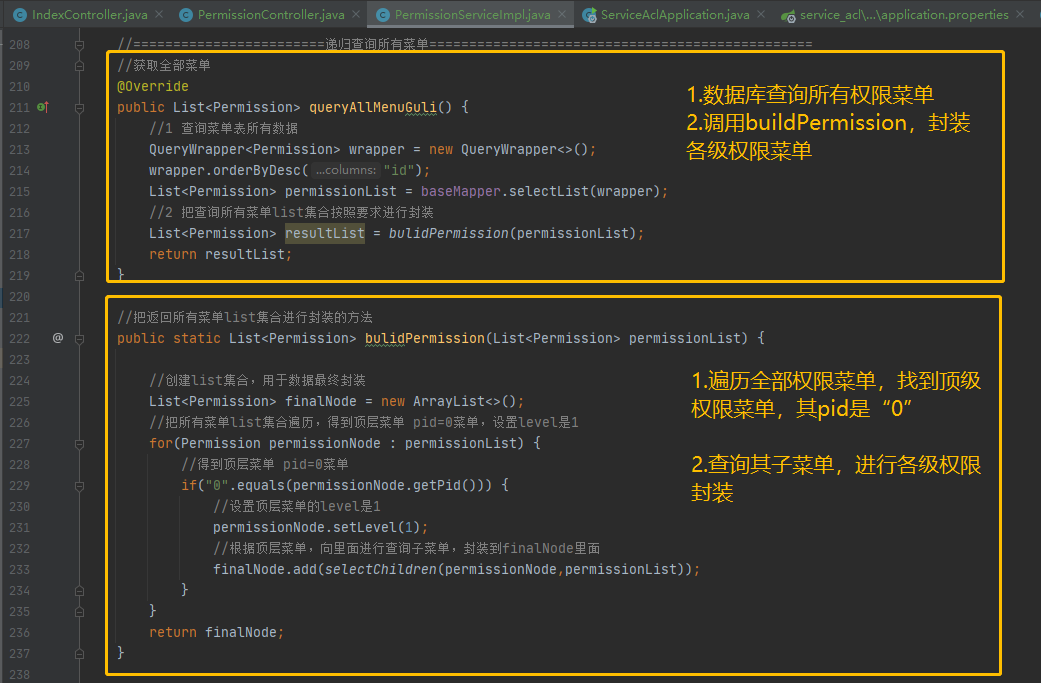 IndexController.java
PermissionController.java
PermissionServiceImpl.java
ServiceAclApplication.java
service_acl\...\application.properties
208 //========================递归查询所有菜单================================================
209 //获取全部菜单
210 @Override
211 public List<Permission> queryAllMenuGuli() {
212 //1 查询菜单表所有数据
213 QueryWrapper<Permission> wrapper = new QueryWrapper<>();
214 wrapper.orderByDesc( ...columns: "id");
215 List<Permission> permissionList = baseMapper.selectList(wrapper);
216 //2 把查询所有菜单list集合按照要求进行封装
217 List<Permission> resultList = bulidPermission(permissionList);
218 return resultList;
219 }
1.数据库查询所有权限菜单
2.调用buildPermission，封装
各级权限菜单
220
221 //把返回所有菜单list集合进行封装的方法
222 @ public static List<Permission> bulidPermission(List<Permission> permissionList) {
223
224 //创建list集合，用于数据最终封装
225 List<Permission> finalNode = new ArrayList<>();
226 //把所有菜单list集合遍历，得到顶层菜单 pid=0菜单，设置level是1
227 for(Permission permissionNode : permissionList) {
228 //得到顶层菜单 pid=0菜单
229 if("0".equals(permissionNode.getPid())) {
230 //设置顶层菜单的level是1
231 permissionNode.setLevel(1);
232 //根据顶层菜单，向里面进行查询子菜单，封装到finalNode里面
233 finalNode.add(selectChildren(permissionNode,permissionList));
234 }
235 }
236 return finalNode;
237 }
238
1.遍历全部权限菜单，找到顶级
权限菜单，其pid是“0”
2.查询其子菜单，进行各级权限
封装